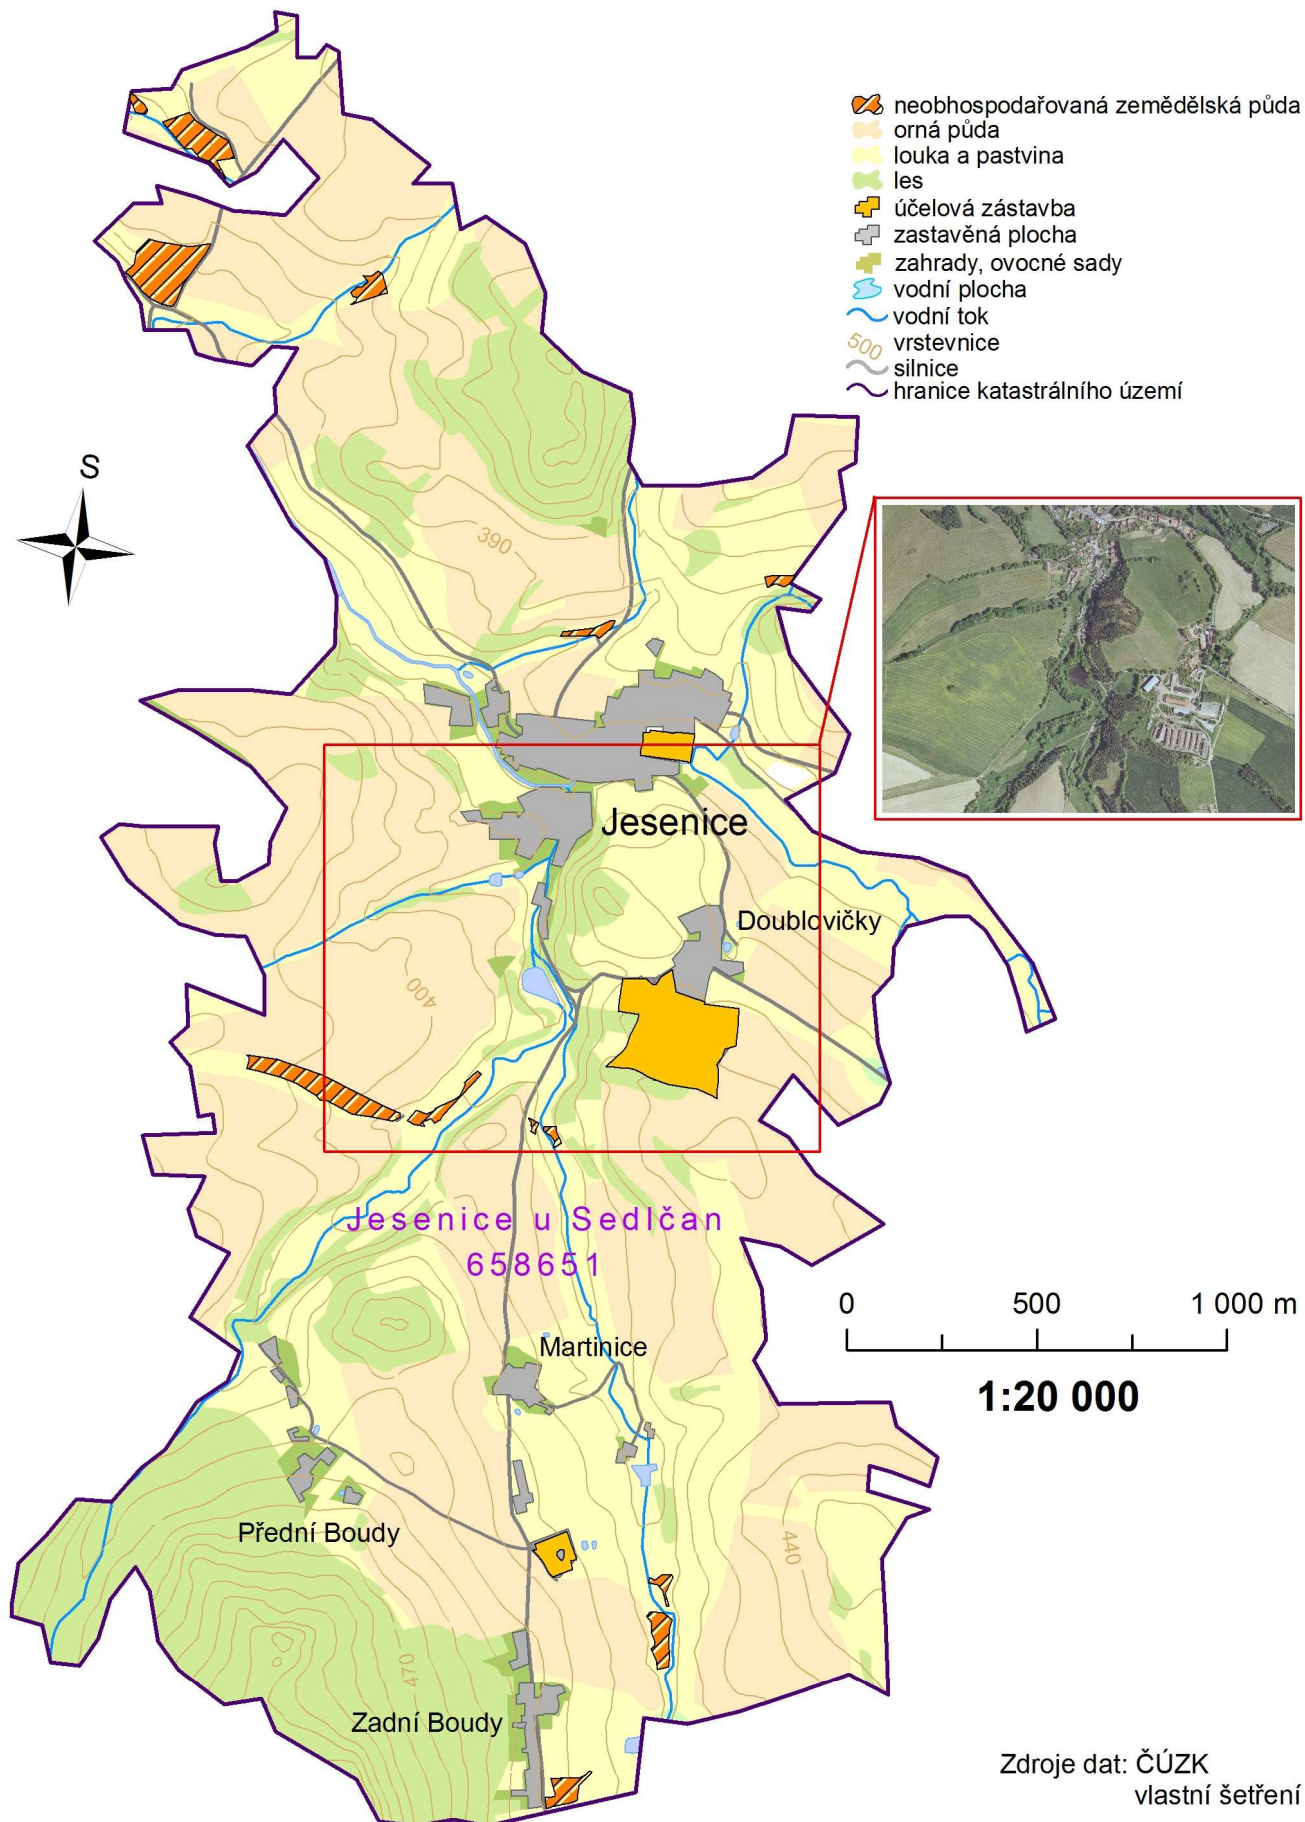 neobhospodařovaná zemědělská půda
orná půda
louka a pastvina
les
účelová zástavba
zastavěná plocha
zahrady, ovocné sady
vodní plocha
vodní tok
500 vrstevnice
silnice
hranice katastrálního území
S
390
Jesenice
Doublovičky
400
Jesenice u Sedlčan
658651
0 500 1 000 m
Martinice
1:20 000
Přední Boudy
440
470
Zadní Boudy
Zdroje dat: ČÚZK
vlastní šetření